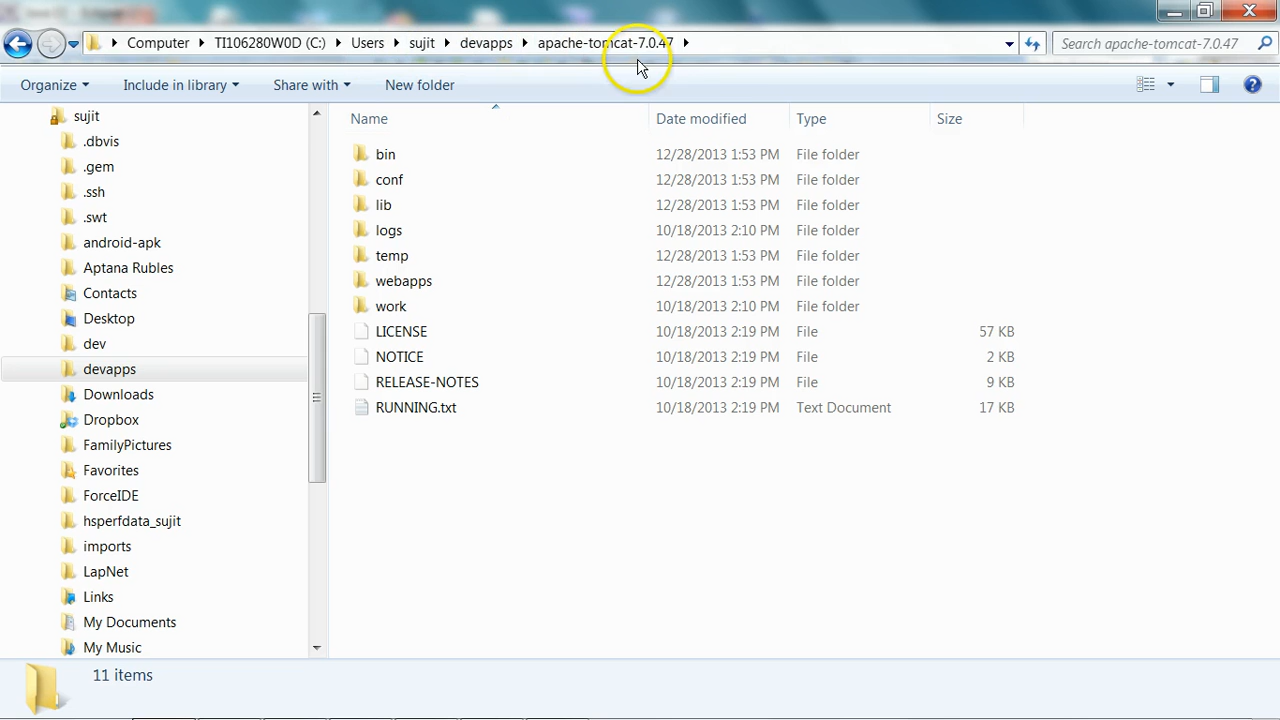 Computer TI106280W0D (C:) Users sujit devapps apache-tomcat-7.0.47
Search apache-tomcat-7.0.47
Organize Include in library Share with New folder
sujit
.dbvis
.gem
.ssh
.swt
android-apk
Aptana Rubles
Contacts
Desktop
dev
devapps
Downloads
Dropbox
FamilyPictures
Favorites
ForceIDE
hsperfdata_sujit
imports
LapNet
Links
My Documents
My Music
Name Date modified Type Size
bin 12/28/2013 1:53 PM File folder
conf 12/28/2013 1:53 PM File folder
lib 12/28/2013 1:53 PM File folder
logs 10/18/2013 2:10 PM File folder
temp 12/28/2013 1:53 PM File folder
webapps 12/28/2013 1:53 PM File folder
work 10/18/2013 2:10 PM File folder
LICENSE 10/18/2013 2:19 PM File 57 KB
NOTICE 10/18/2013 2:19 PM File 2 KB
RELEASE-NOTES 10/18/2013 2:19 PM File 9 KB
RUNNING.txt 10/18/2013 2:19 PM Text Document 17 KB
11 items